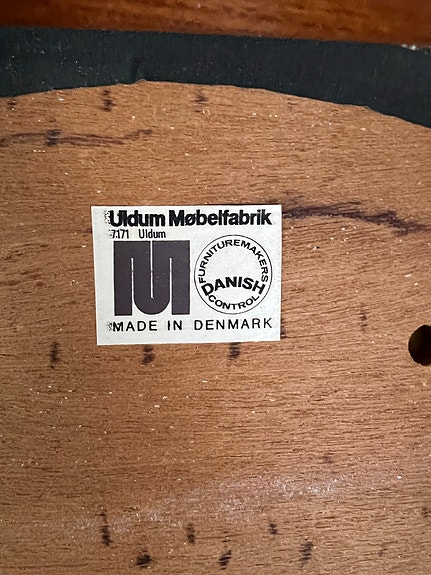 Uldum Møbelfabrik
7171 Uldum
FURNITUREMAKERS
DANISH
CONTROL
MADE IN DENMARK